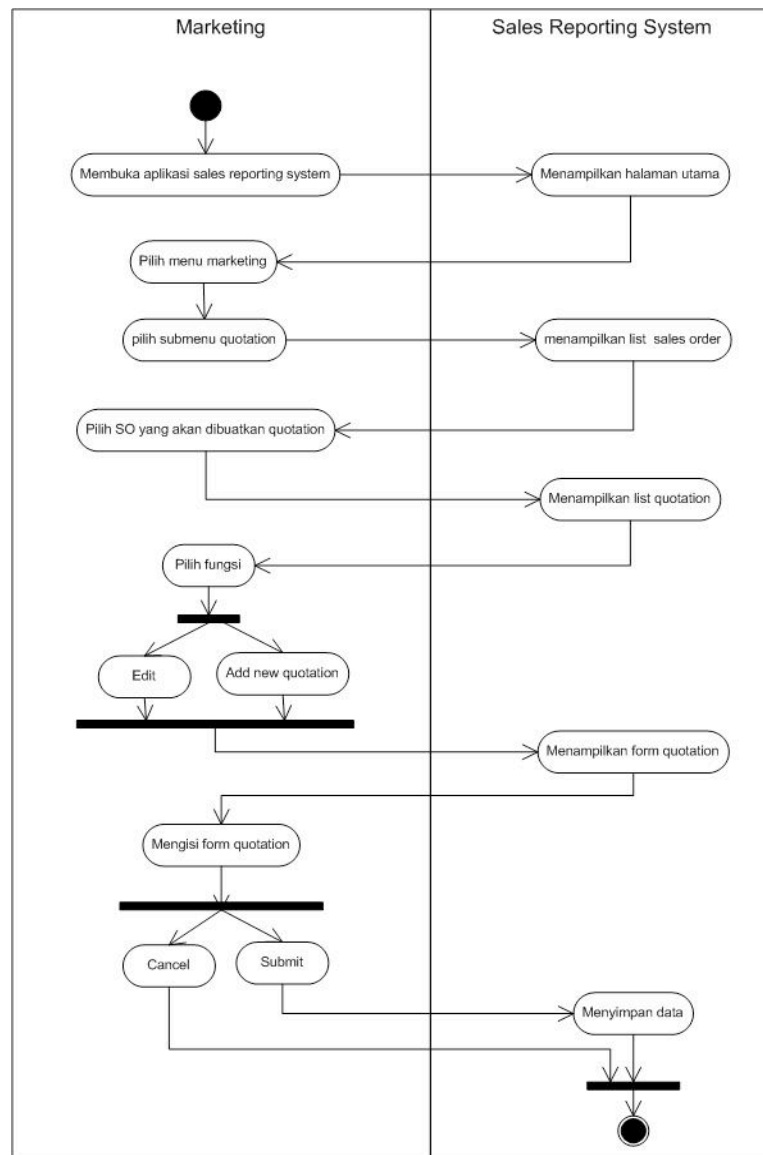 Marketing
Sales Reporting System
Membuka aplikasi sales reporting system
Menampilkan halaman utama
Pilih menu marketing
pilih submenu quotation
menampilkan list sales order
Pilih SO yang akan dibuatkan quotation
Menampilkan list quotation
Pilih fungsi
Edit
Add new quotation
Menampilkan form quotation
Mengisi form quotation
Cancel
Submit
Menyimpan data